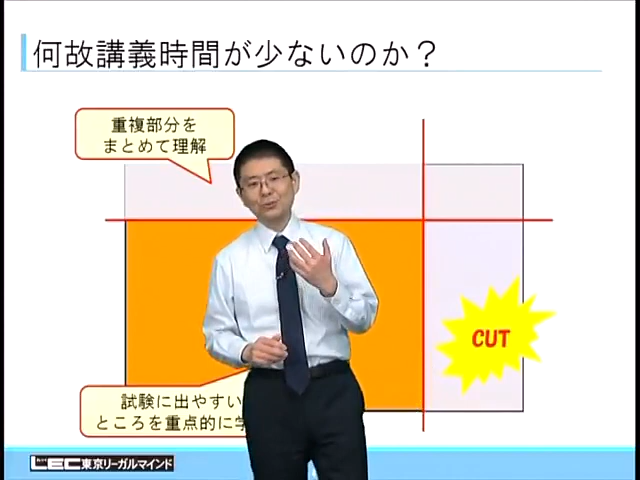 何故講義時間が少ないのか？
重複部分を
まとめて理解
CUT
試験に出やすい
ところを重点的に
LEC東京リーガルマインド